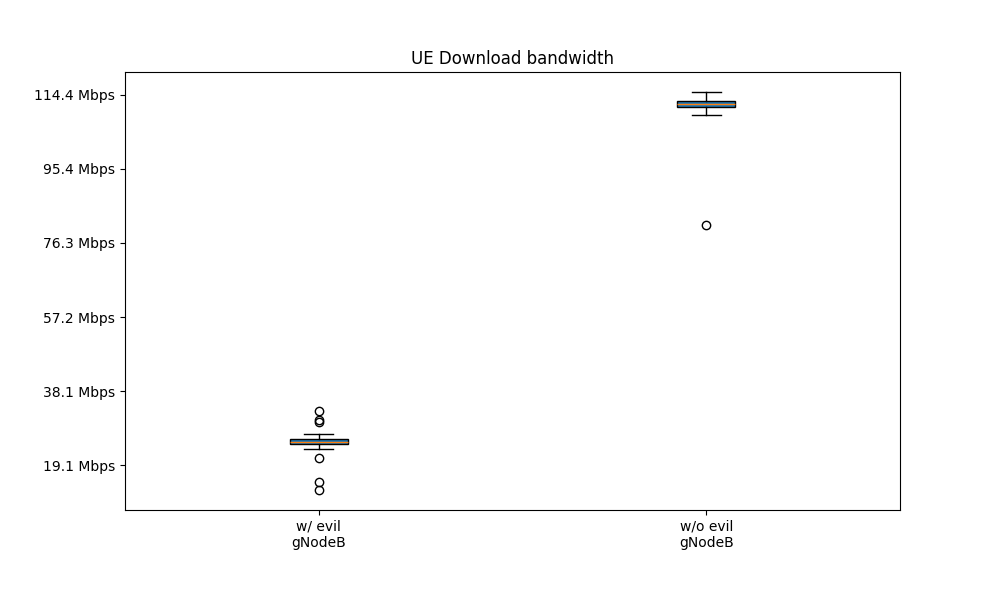 UE Download bandwidth
114.4 Mbps
95.4 Mbps
76.3 Mbps
57.2 Mbps
38.1 Mbps
19.1 Mbps
w/ evil
gNodeB
w/o evil
gNodeB